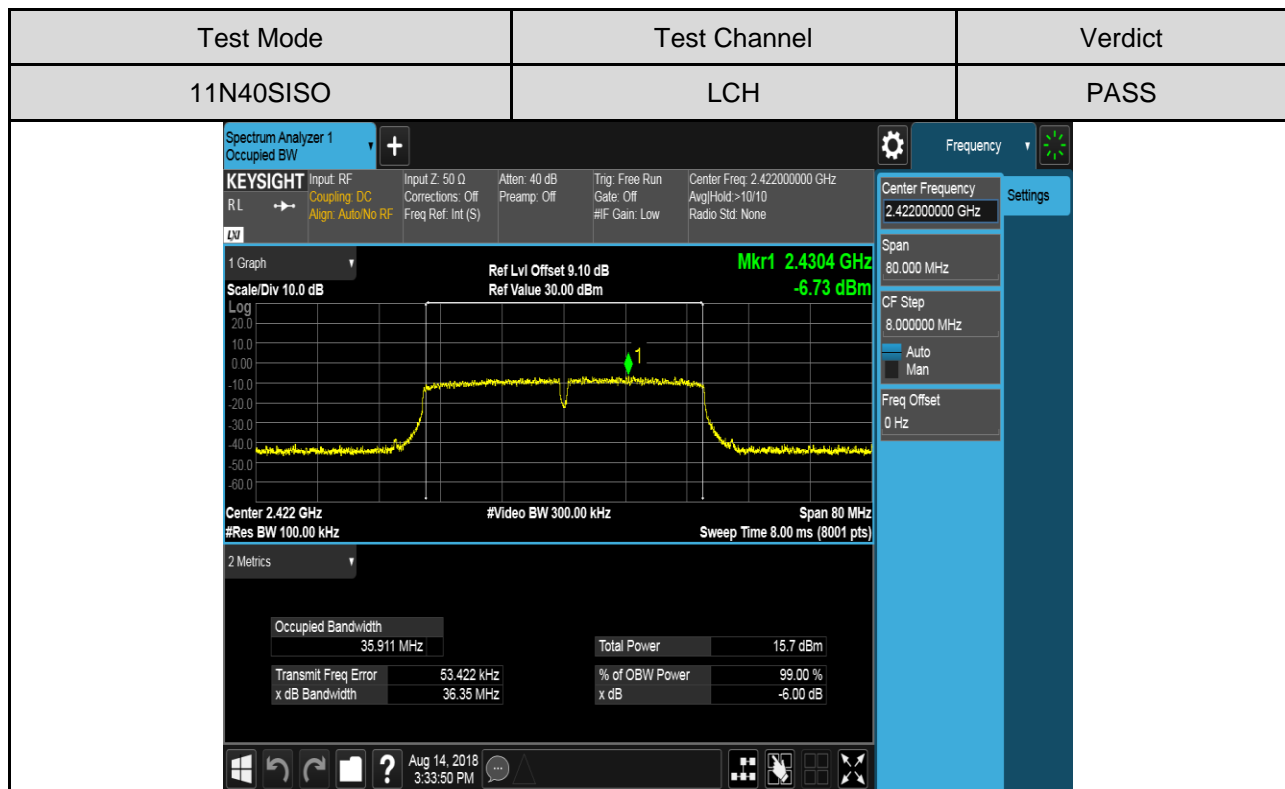 Test Mode
Test Channel
Verdict
11N40SISO
LCH
PASS
Spectrum Analyzer 1
Occupied BW
+
Frequency
KEYSIGHT
R L
LXI
Input: RF
Coupling: DC
Align: Auto/No RF
Input Z: 50 Ω
Corrections: Off
Freq Ref: Int (S)
Atten: 40 dB
Preamp: Off
Trig: Free Run
Gate: Off
#IF Gain: Low
Center Freq: 2.422000000 GHz
Avg|Hold:>10/10
Radio Std: None
Center Frequency
2.422000000 GHz
Settings
Span
80.000 MHz
CF Step
8.000000 MHz
Auto
Man
Freq Offset
0 Hz
1 Graph
Scale/Div 10.0 dB
Ref Lvl Offset 9.10 dB
Ref Value 30.00 dBm
Mkr1 2.4304 GHz
-6.73 dBm
Log
20.0
10.0
0.00
-10.0
-20.0
-30.0
-40.0
-50.0
-60.0
1
Center 2.422 GHz
#Video BW 300.00 kHz
Span 80 MHz
#Res BW 100.00 kHz
Sweep Time 8.00 ms (8001 pts)
2 Metrics
Occupied Bandwidth
35.911 MHz
Total Power 15.7 dBm
Transmit Freq Error 53.422 kHz
% of OBW Power 99.00 %
x dB Bandwidth 36.35 MHz
x dB -6.00 dB
?
Aug 14, 2018
3:33:50 PM